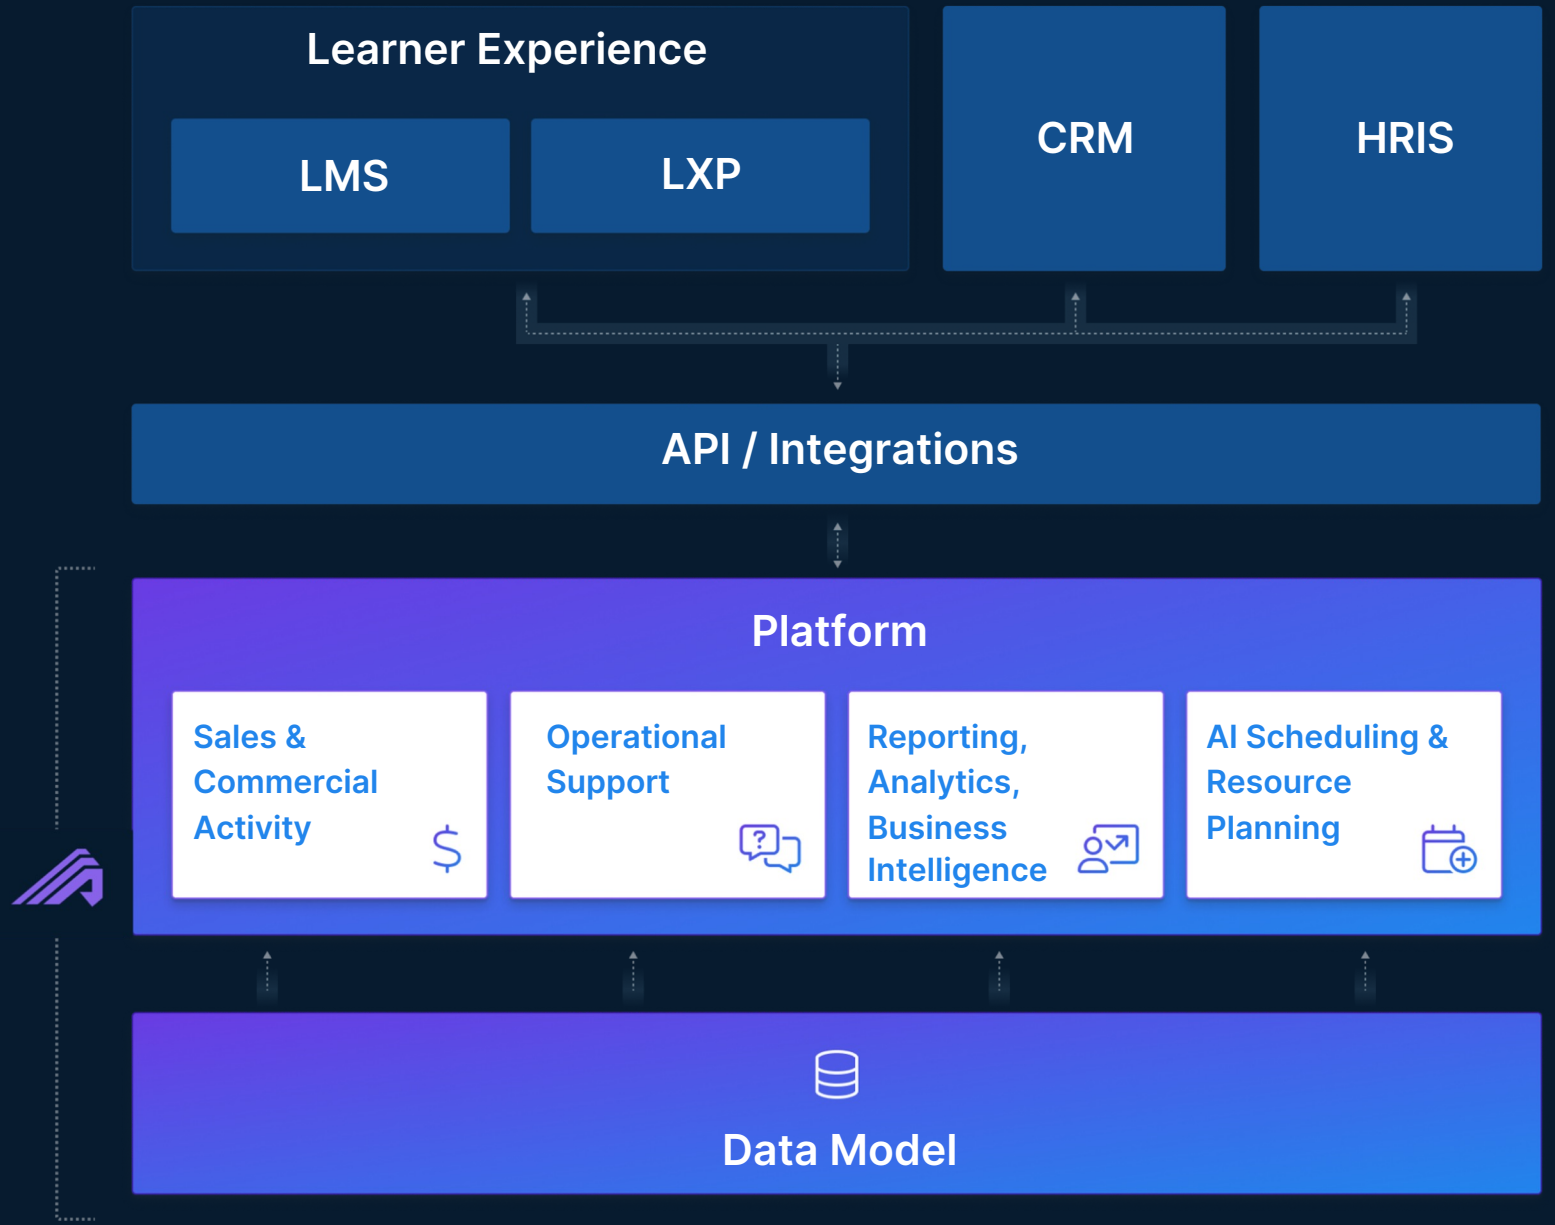 Learner Experience
LMS
LXP
CRM
HRIS
API / Integrations
Platform
Sales &
Commercial
Activity
$
Operational
Support
?
Reporting,
Analytics,
Business
Intelligence
AI Scheduling &
Resource
Planning
Data Model